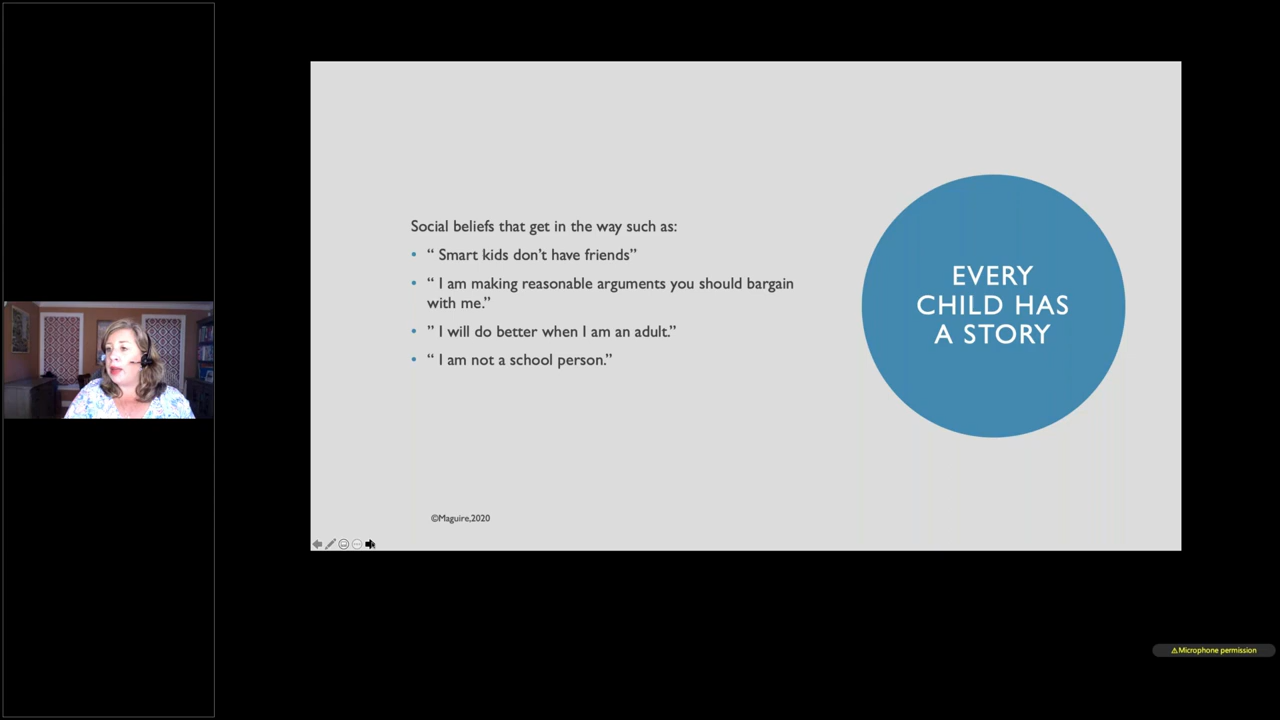 Social beliefs that get in the way such as:
• “ Smart kids don’t have friends”
• “ I am making reasonable arguments you should bargain
with me.”
• ” I will do better when I am an adult.”
• “ I am not a school person.”
EVERY
CHILD HAS
A STORY
©Maguire,2020
⚠Microphone permission